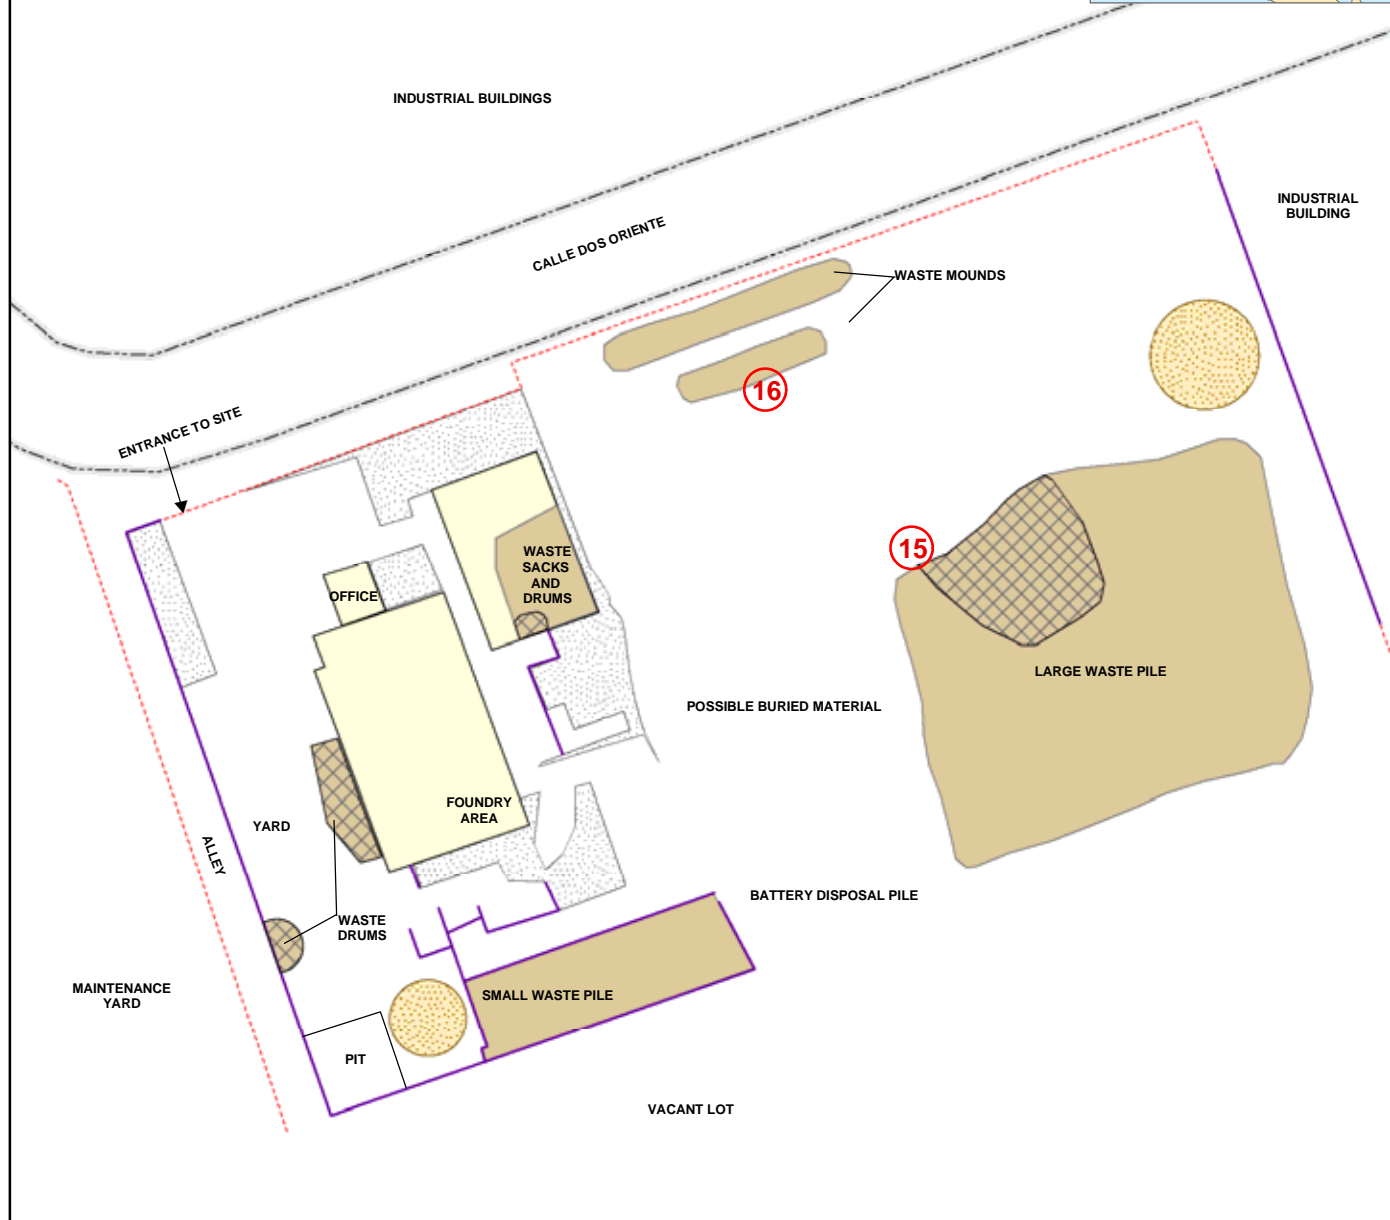 INDUSTRIAL BUILDINGS
INDUSTRIAL
BUILDING
CALLE DOS ORIENTE
WASTE MOUNDS
16
ENTRANCE TO SITE
15
WASTE
SACKS
AND
DRUMS
OFFICE
LARGE WASTE PILE
POSSIBLE BURIED MATERIAL
FOUNDRY
AREA
YARD
ALLEY
BATTERY DISPOSAL PILE
WASTE
DRUMS
MAINTENANCE
YARD
SMALL WASTE PILE
PIT
VACANT LOT